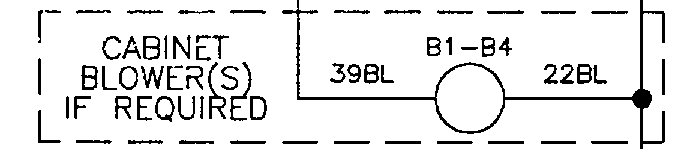 CABINET
BLOWER(S)
IF REQUIRED
39BL
B1-B4
22BL